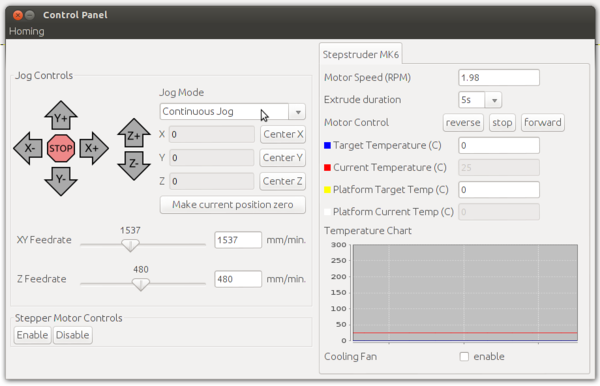 Control Panel
Homing
Jog Controls
Jog Mode
Continuous Jog
Y+
X-
STOP
X+
Y-
Z+
Z-
X 0 Center X
Y 0 Center Y
Z 0 Center Z
Make current position zero
1537
XY Feedrate 1537 mm/min.
480
Z Feedrate 480 mm/min.
Stepper Motor Controls
Enable Disable
Stepstruder MK6
Motor Speed (RPM) 1.98
Extrude duration 5s
Motor Control reverse stop forward
Target Temperature (C) 0
Current Temperature (C) 25
Platform Target Temp (C) 0
Platform Current Temp (C) 0
Temperature Chart
300
250
200
150
100
50
0
Cooling Fan enable